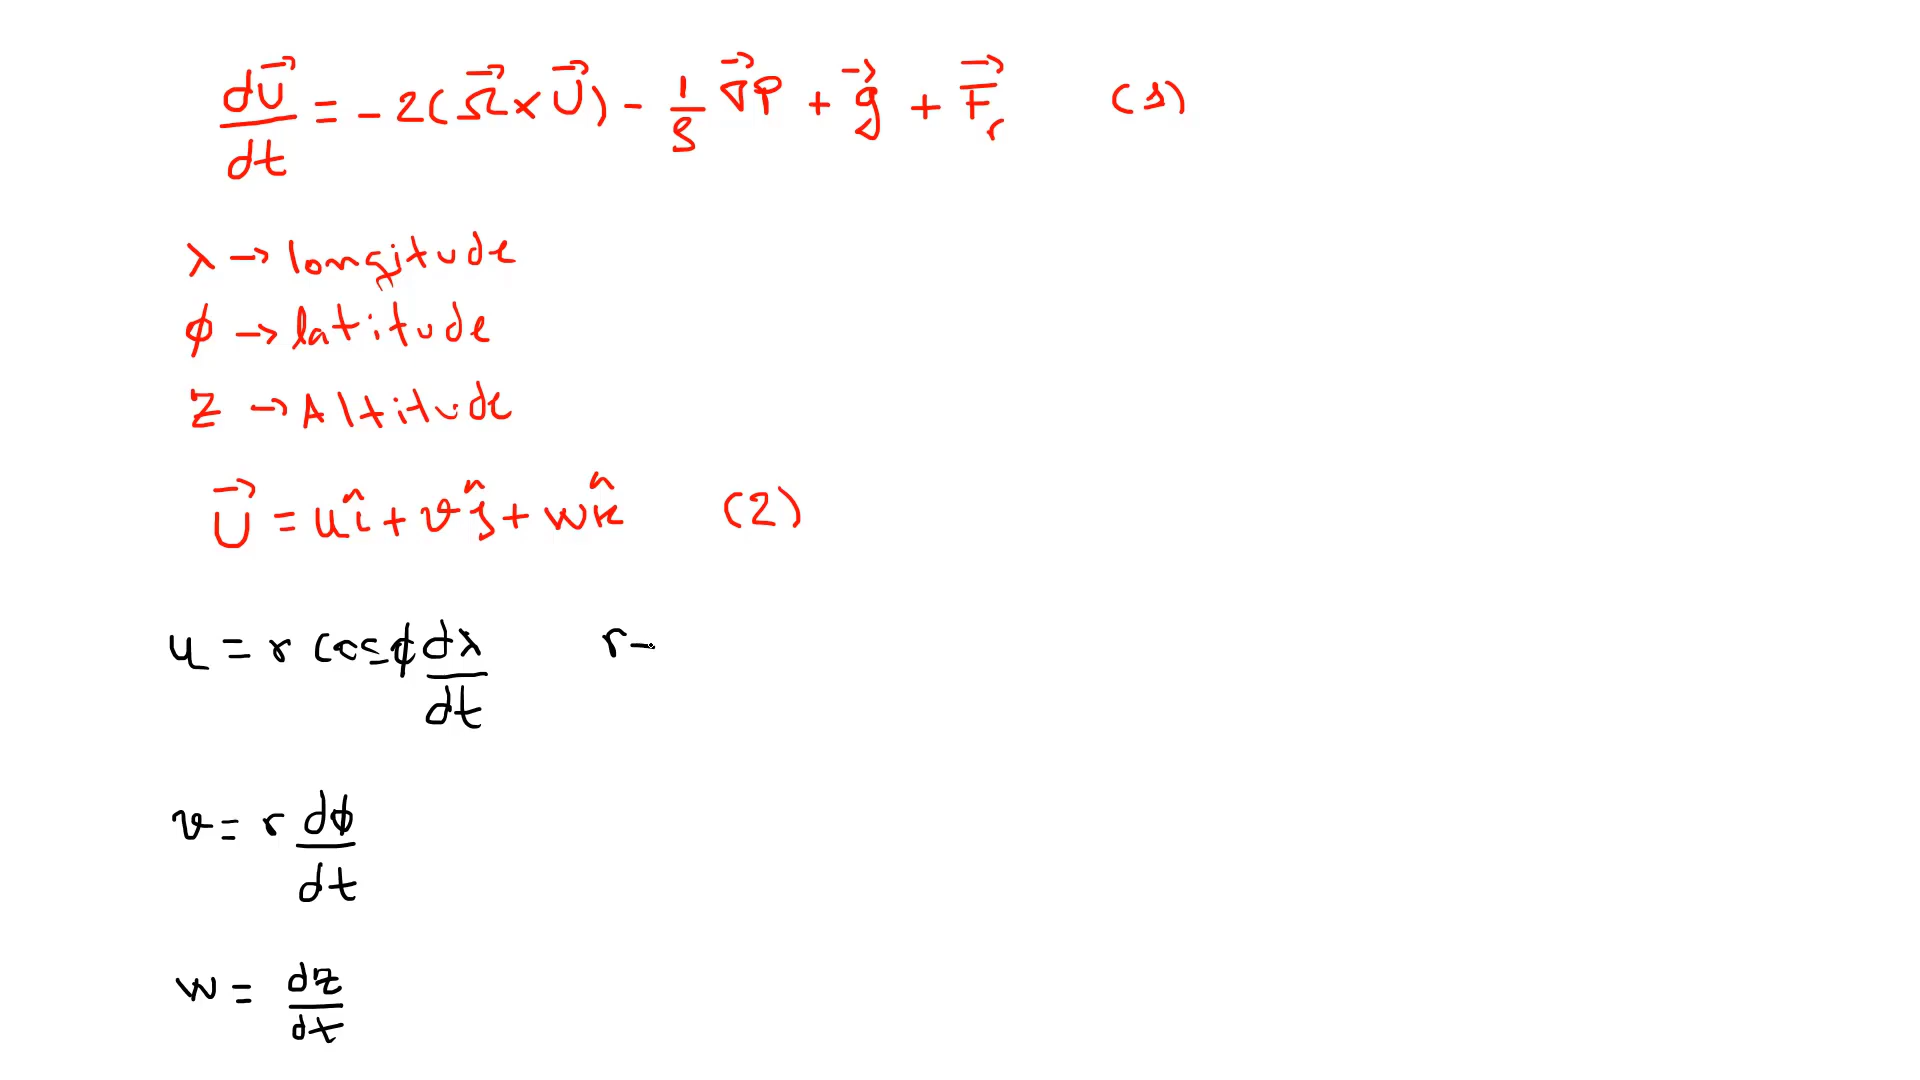 dU⃗/dt = -2(Ω⃗ × U⃗) - 1/ρ ∇⃗P + g⃗ + F⃗r (1)
λ → longitude
ϕ → latitude
z → Altitude
U⃗ = uî + vĵ + wk̂ (2)
u = r cosϕ dλ/dt r-
v = r dϕ/dt
w = dz/dt